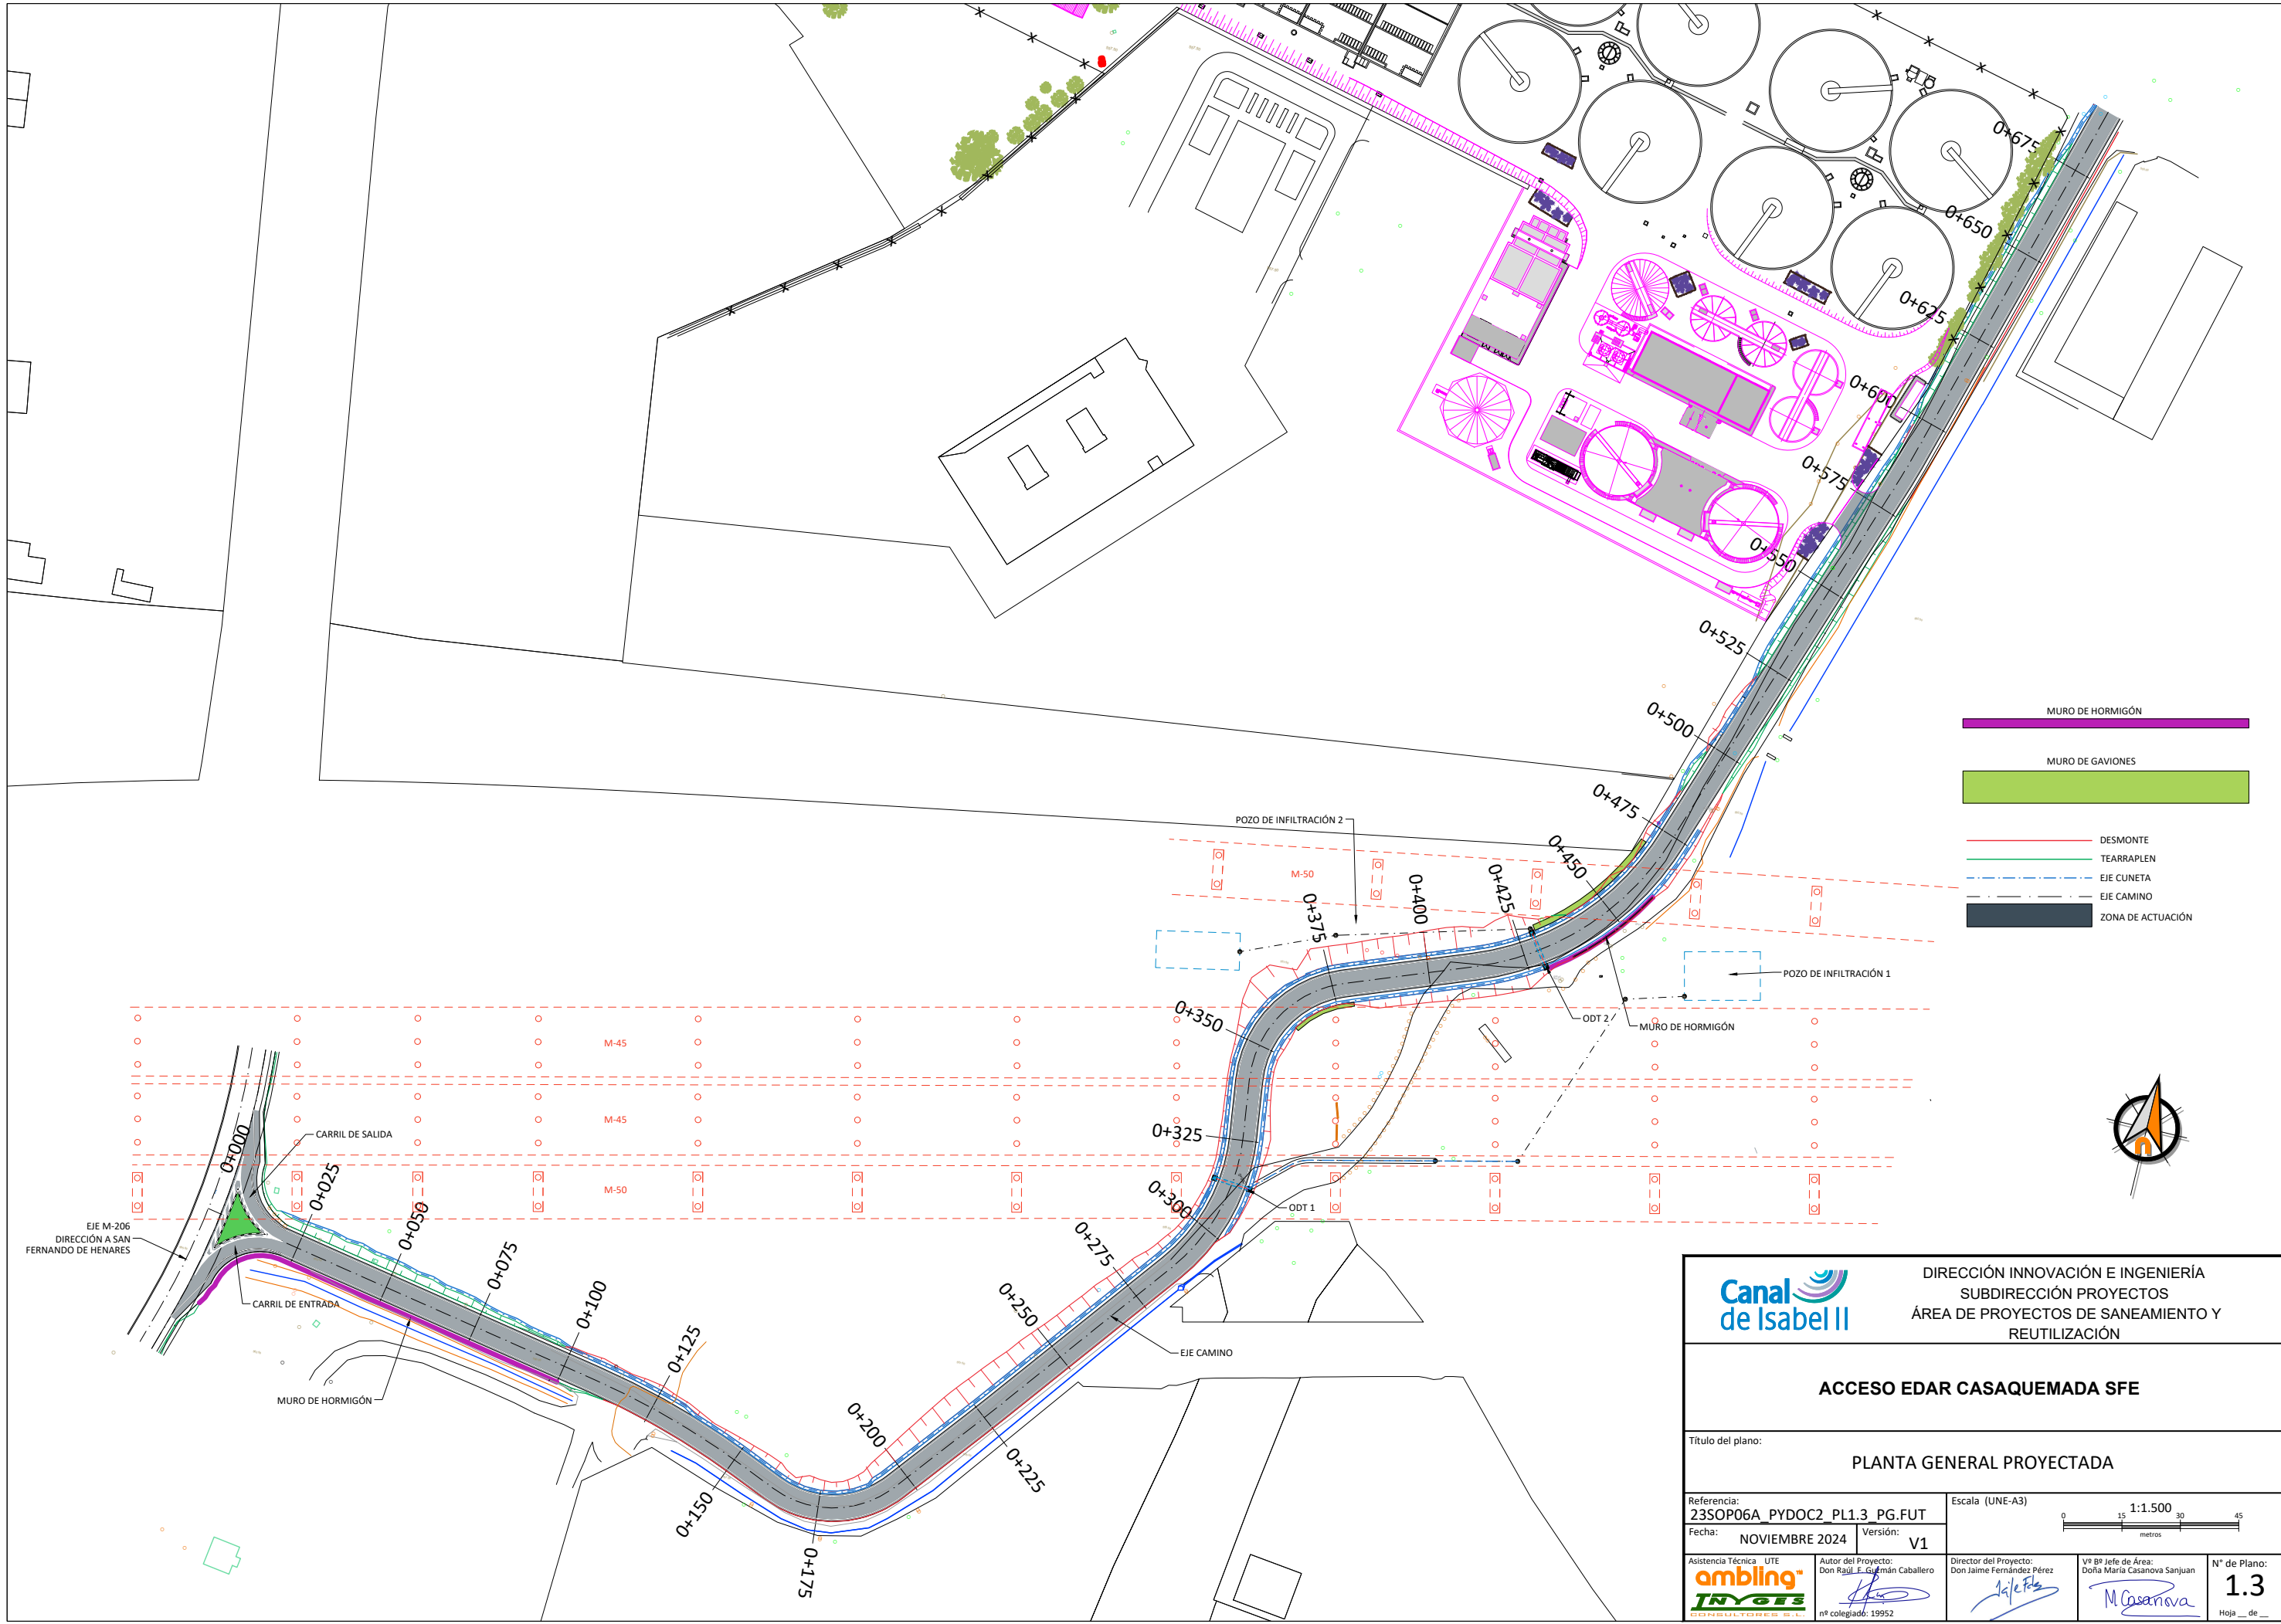 0+675
0+650
0+625
0+600
0+575
0+550
0+525
0+500
0+475
0+450
0+425
0+400
0+375
0+350
0+325
0+300
0+275
0+250
0+225
0+200
0+175
0+150
0+125
0+100
0+075
0+050
0+025
0+000
MURO DE HORMIGÓN
MURO DE GAVIONES
DESMONTE
TEARRAPLEN
EJE CUNETA
EJE CAMINO
ZONA DE ACTUACIÓN
POZO DE INFILTRACIÓN 2
M-50
POZO DE INFILTRACIÓN 1
ODT 2
MURO DE HORMIGÓN
M-45
M-45
M-50
CARRIL DE SALIDA
ODT 1
EJE M-206
DIRECCIÓN A SAN
FERNANDO DE HENARES
CARRIL DE ENTRADA
EJE CAMINO
MURO DE HORMIGÓN
Canal
de Isabel II
DIRECCIÓN INNOVACIÓN E INGENIERÍA
SUBDIRECCIÓN PROYECTOS
ÁREA DE PROYECTOS DE SANEAMIENTO Y
REUTILIZACIÓN
ACCESO EDAR CASAQUEMADA SFE
Título del plano:
PLANTA GENERAL PROYECTADA
Referencia:
23SOP06A_PYDOC2_PL1.3_PG.FUT
Escala (UNE-A3)
1:1.500
0 15 30 45
metros
Fecha:
NOVIEMBRE 2024
Versión:
V1
Asistencia Técnica UTE
ambling™
INYGES
CONSULTORES S.L.
Autor del Proyecto:
Don Raúl F. Guzmán Caballero
nº colegiado: 19952
Director del Proyecto:
Don Jaime Fernández Pérez
Vº Bº Jefe de Área:
Doña María Casanova Sanjuan
M Casanova
N° de Plano:
1.3
Hoja __ de __